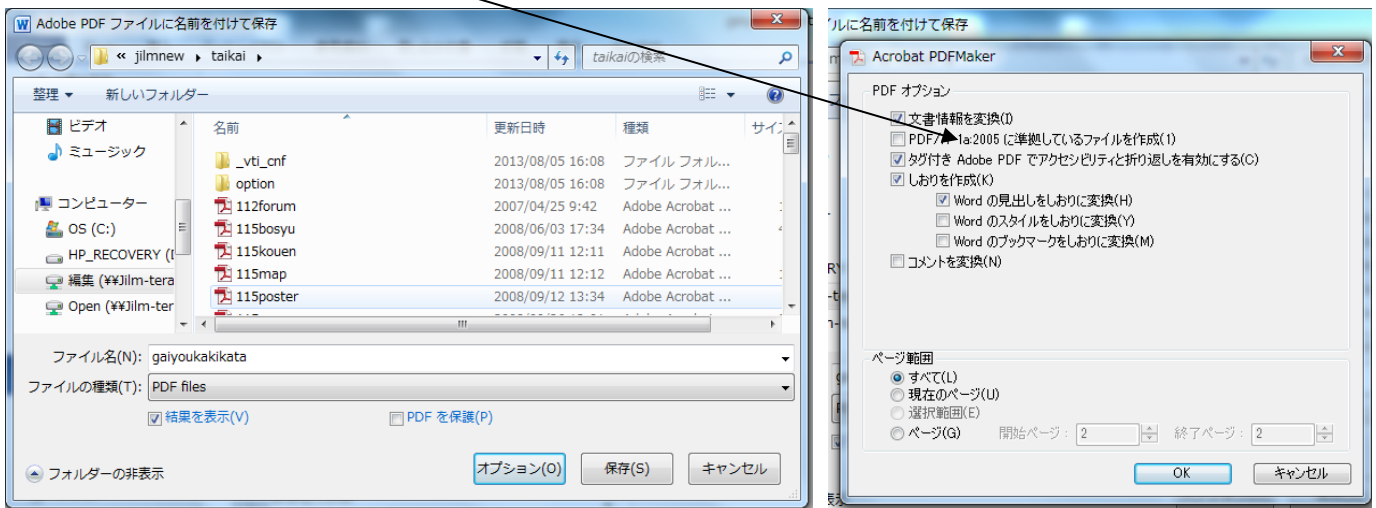 Adobe PDF ファイルに名前を付けて保存
« jilmnew ▸ taikai ▸
taikaiの検索
整理 ▼ 新しいフォルダー
ビデオ
ミュージック
コンピューター
OS (C:)
HP_RECOVERY (
編集 (¥¥Jilm-tera
Open (¥¥Jilm-ter
名前 更新日時 種類 サイ
_vti_cnf 2013/08/05 16:08 ファイル フォル...
option 2013/08/05 16:08 ファイル フォル...
112forum 2007/04/25 9:42 Adobe Acrobat ...
115bosyu 2008/06/03 17:34 Adobe Acrobat ...
115kouen 2008/09/11 12:11 Adobe Acrobat ...
115map 2008/09/11 12:12 Adobe Acrobat ...
115poster 2008/09/12 13:34 Adobe Acrobat ...
ファイル名(N): gaiyoukakikata
ファイルの種類(T): PDF files
結果を表示(V) PDF を保護(P)
フォルダーの非表示
オプション(O) 保存(S) キャンセル
ルに名前を付けて保存
Acrobat PDFMaker
PDF オプション
文書情報を変換(I)
1a:2005 に準拠しているファイルを作成(1)
タグ付き Adobe PDF でアクセシビリティと折り返しを有効にする(C)
しおりを作成(K)
Word の見出しをしおりに変換(H)
Word のスタイルをしおりに変換(Y)
Word のブックマークをしおりに変換(M)
コメントを変換(N)
ページ範囲
すべて(L)
現在のページ(U)
選択範囲(E)
ページ(G) 開始ページ: 2 終了ページ: 2
OK キャンセル